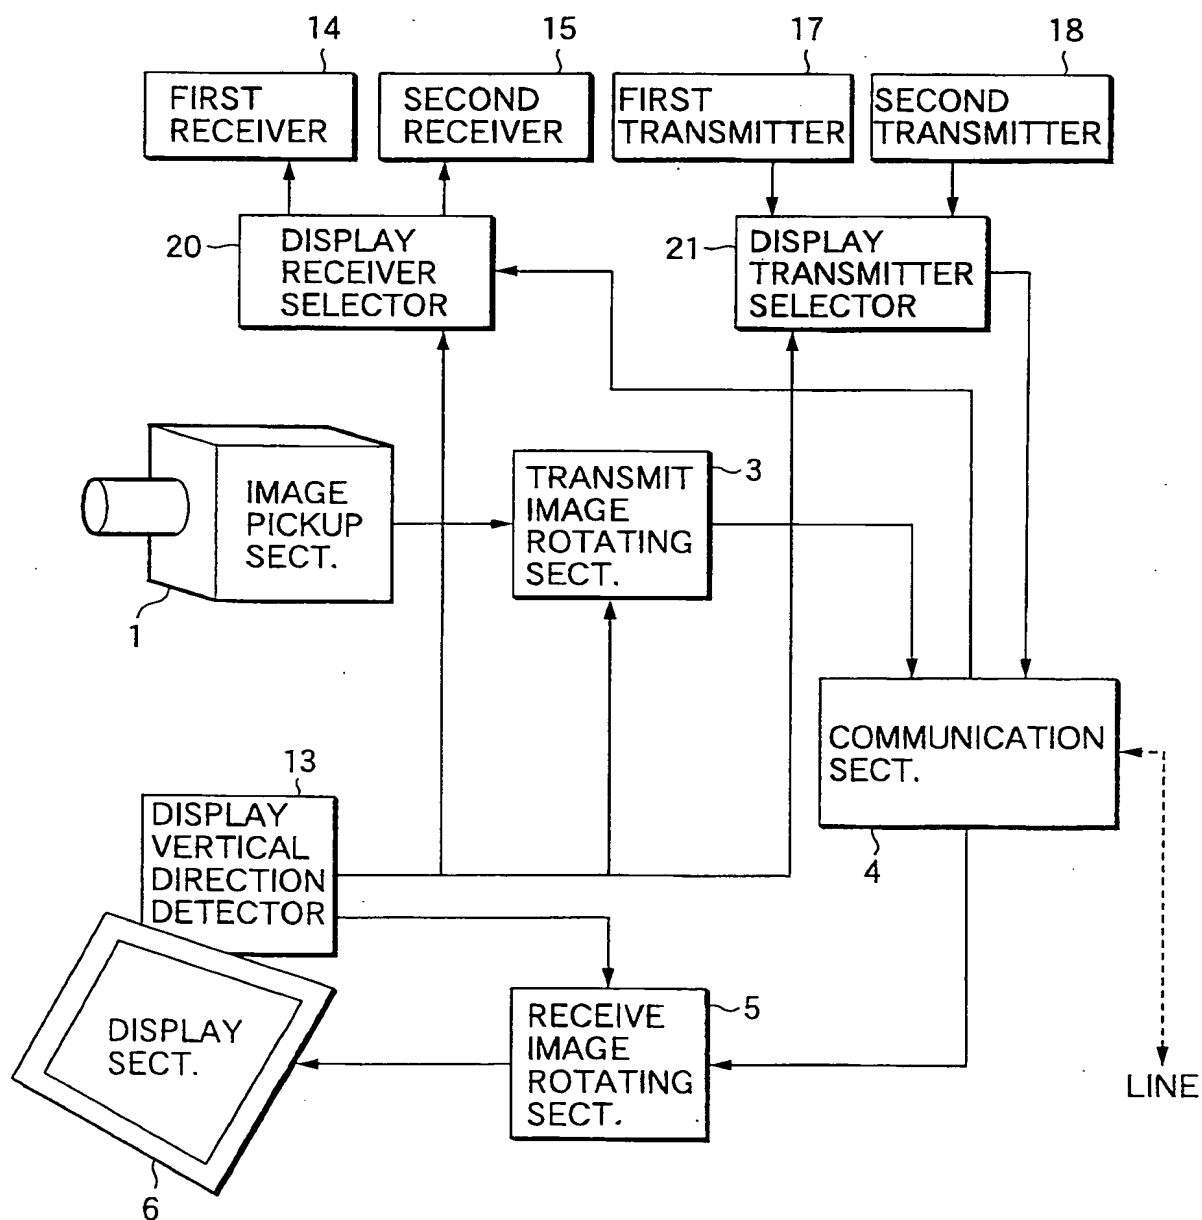 14
15
17
18
FIRST
RECEIVER
SECOND
RECEIVER
FIRST
TRANSMITTER
SECOND
TRANSMITTER
20
DISPLAY
RECEIVER
SELECTOR
21
DISPLAY
TRANSMITTER
SELECTOR
IMAGE
PICKUP
SECT.
1
TRANSMIT
IMAGE
ROTATING
SECT.
3
COMMUNICATION
SECT.
4
13
DISPLAY
VERTICAL
DIRECTION
DETECTOR
DISPLAY
SECT.
6
RECEIVE
IMAGE
ROTATING
SECT.
5
LINE